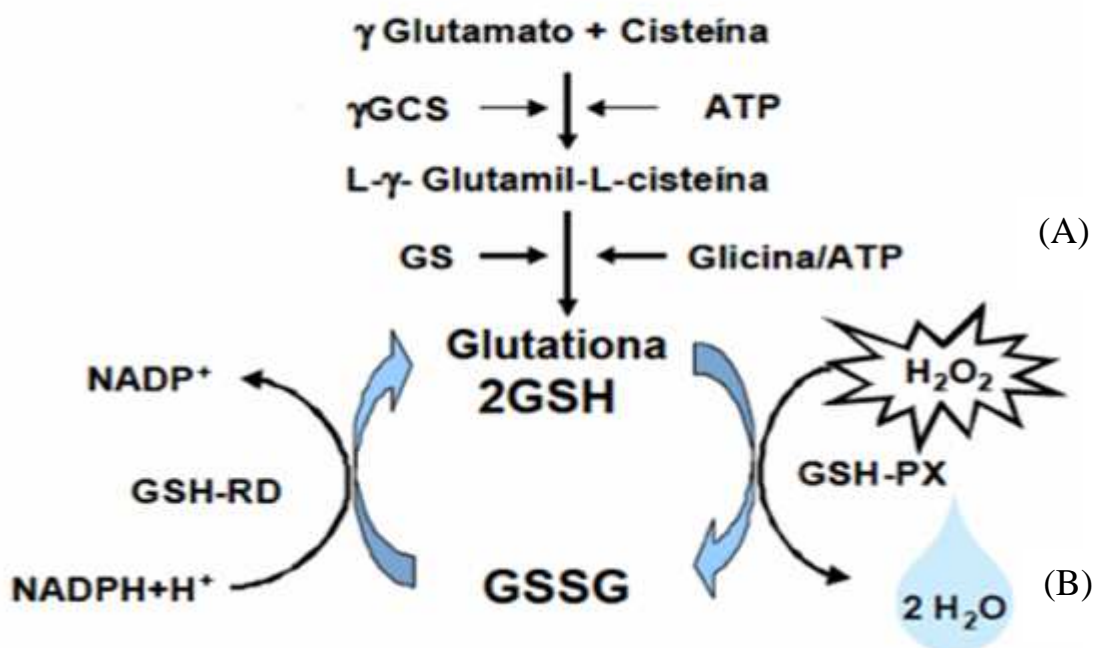 γ Glutamato + Cisteína
γGCS
ATP
L-γ- Glutamil-L-cisteína
(A)
GS
Glicina/ATP
Glutationa
2GSH
NADP⁺
H₂O₂
GSH-RD
GSH-PX
NADPH+H⁺
GSSG
(B)
2 H₂O